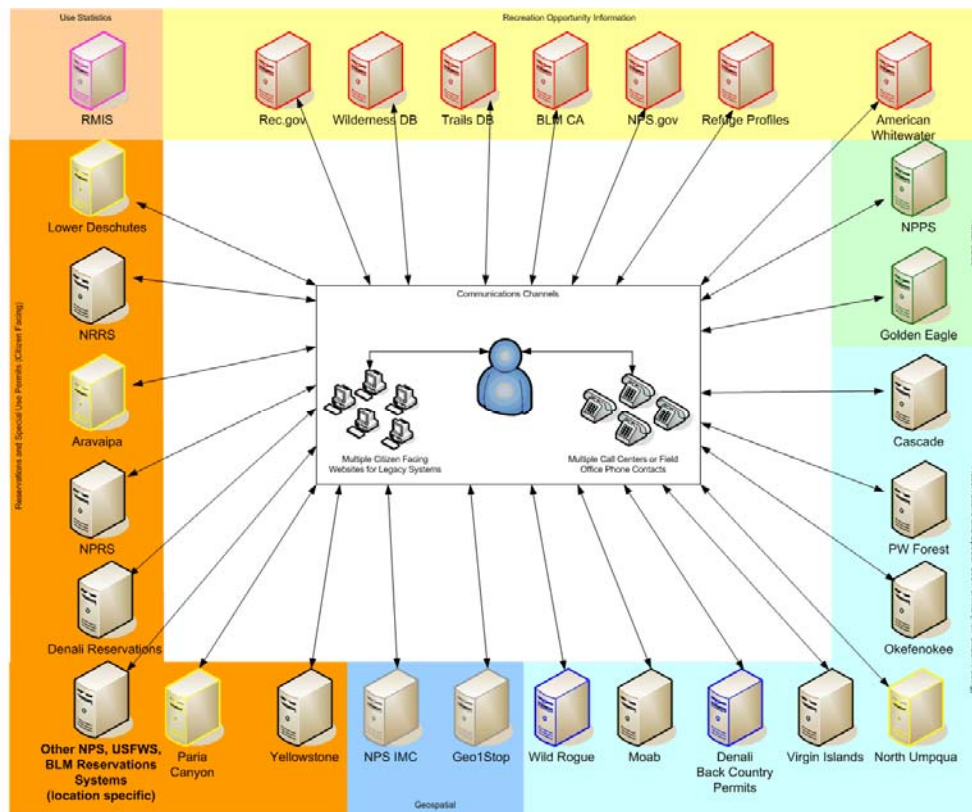 Use Statistics
Recreation Opportunity Information
RMIS
Rec.gov
Wilderness DB
Trails DB
BLM CA
NPS.gov
Refuge Profiles
American
Whitewater
Lower Deschutes
NPPS
NRRS
Golden Eagle
Communications Channels
Reservations and Special Use Permits (Citizen Facing)
Aravaipa
Cascade
Multiple Citizen Facing
Websites for Legacy Systems
Multiple Call Centers or Field
Office Phone Contacts
NPRS
PW Forest
Denali Reservations
Okefenokee
Other NPS, USFWS,
BLM Reservations
Systems
(location specific)
Paria
Canyon
Yellowstone
NPS IMC
Geo1Stop
Wild Rogue
Moab
Denali
Back Country
Permits
Virgin Islands
North Umpqua
Geospatial